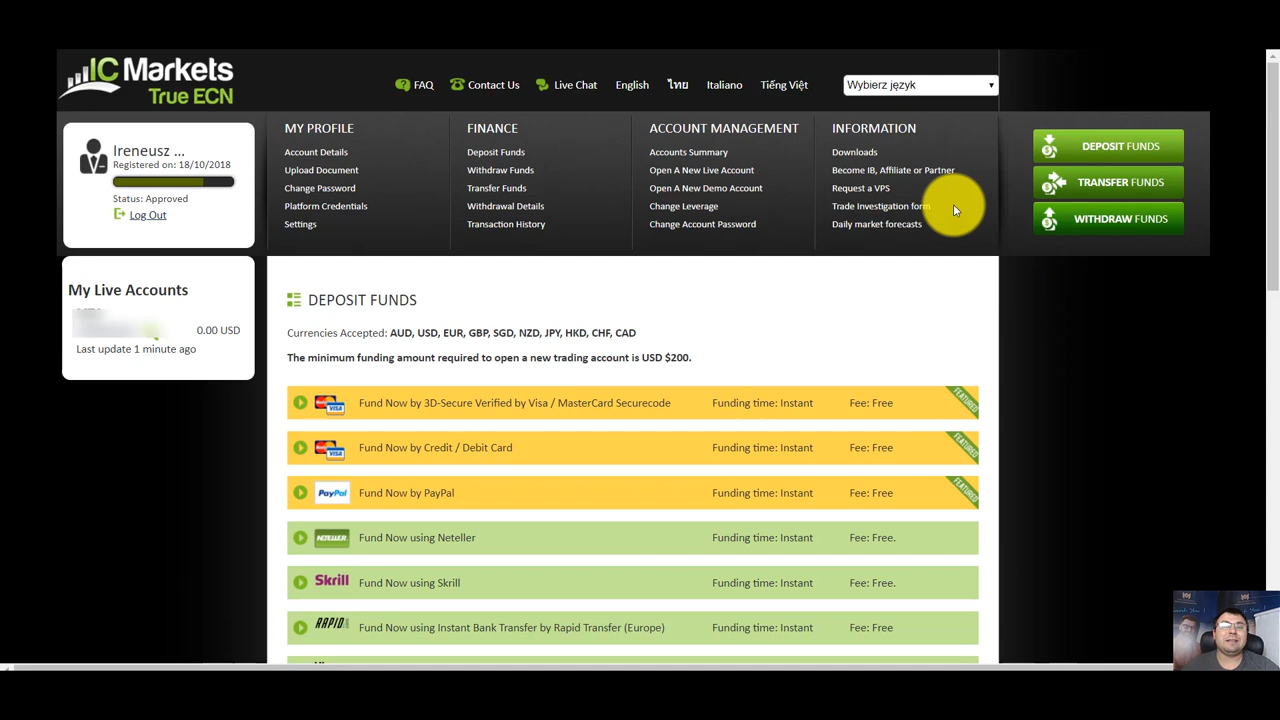 IC Markets
True ECN
FAQ Contact Us Live Chat English ไทย Italiano Tiếng Việt Wybierz język
Ireneusz ...
Registered on: 18/10/2018
Status: Approved
Log Out
MY PROFILE
Account Details
Upload Document
Change Password
Platform Credentials
Settings
FINANCE
Deposit Funds
Withdraw Funds
Transfer Funds
Withdrawal Details
Transaction History
ACCOUNT MANAGEMENT
Accounts Summary
Open A New Live Account
Open A New Demo Account
Change Leverage
Change Account Password
INFORMATION
Downloads
Become IB, Affiliate or Partner
Request a VPS
Trade Investigation form
Daily market forecasts
DEPOSIT FUNDS
TRANSFER FUNDS
WITHDRAW FUNDS
My Live Accounts
0.00 USD
Last update 1 minute ago
DEPOSIT FUNDS
Currencies Accepted: AUD, USD, EUR, GBP, SGD, NZD, JPY, HKD, CHF, CAD
The minimum funding amount required to open a new trading account is USD $200.
MasterCard VISA Fund Now by 3D-Secure Verified by Visa / MasterCard Securecode Funding time: Instant Fee: Free FEATURED
MasterCard VISA Fund Now by Credit / Debit Card Funding time: Instant Fee: Free FEATURED
PayPal Fund Now by PayPal Funding time: Instant Fee: Free FEATURED
NETELLER Fund Now using Neteller Funding time: Instant Fee: Free.
Skrill Fund Now using Skrill Funding time: Instant Fee: Free.
RAPID Fund Now using Instant Bank Transfer by Rapid Transfer (Europe) Funding time: Instant Fee: Free